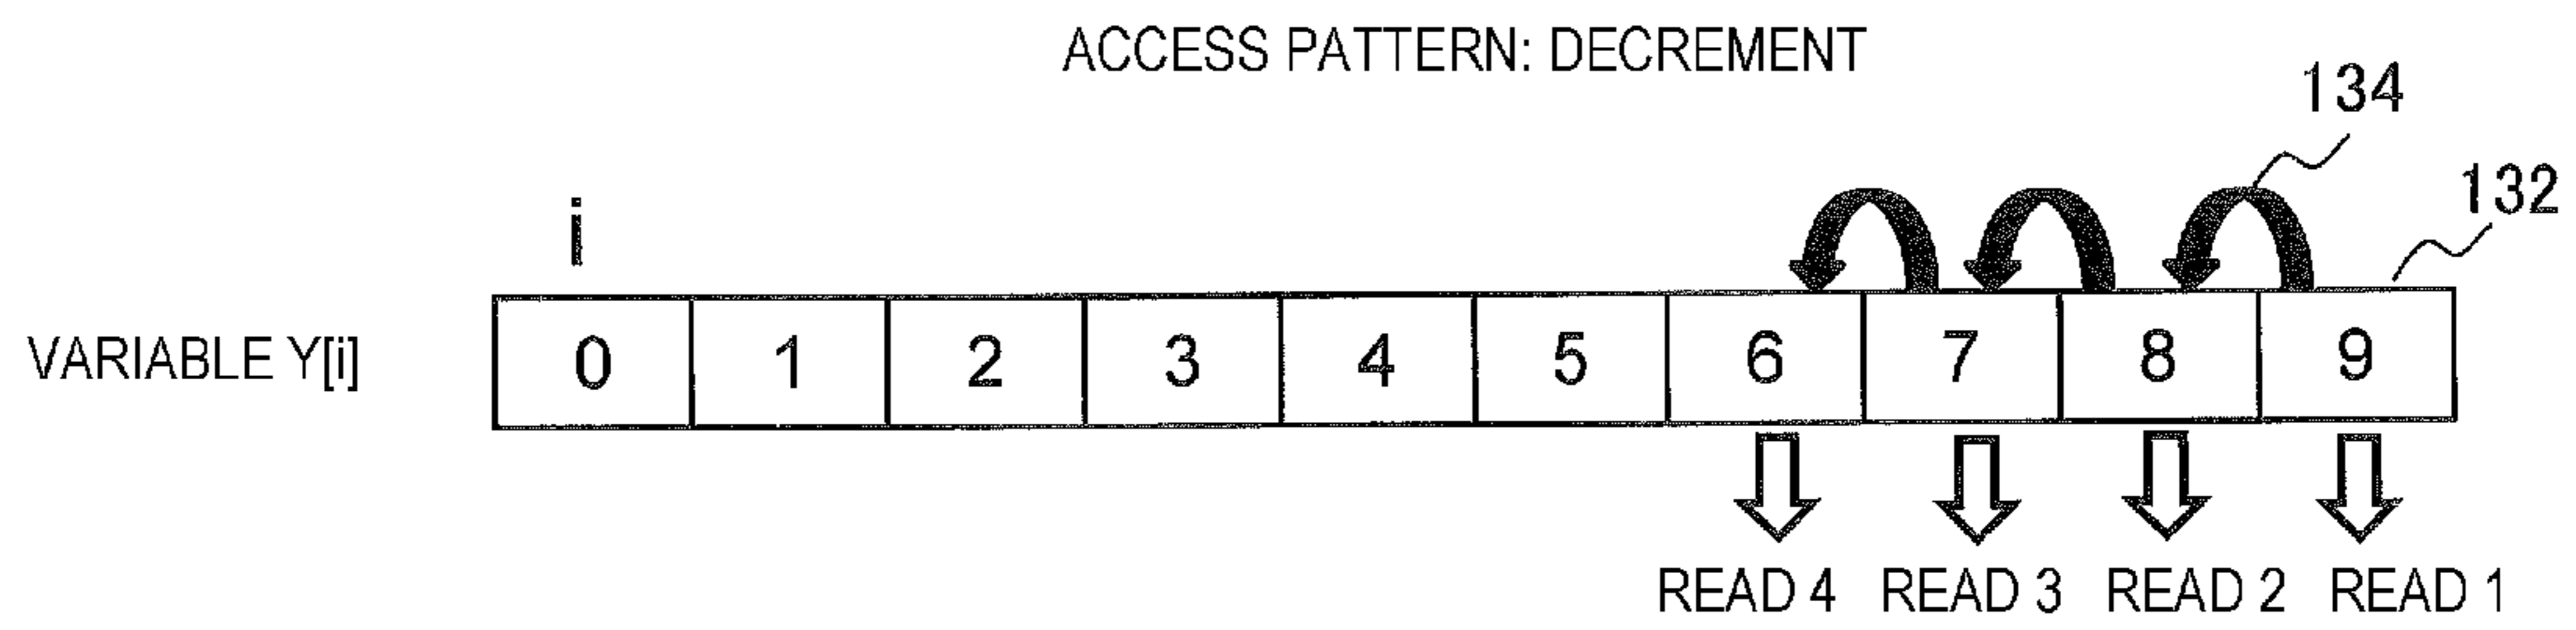 ACCESS PATTERN: DECREMENT
134
132
i
VARIABLE Y[i] 0 1 2 3 4 5 6 7 8 9
READ 4 READ 3 READ 2 READ 1